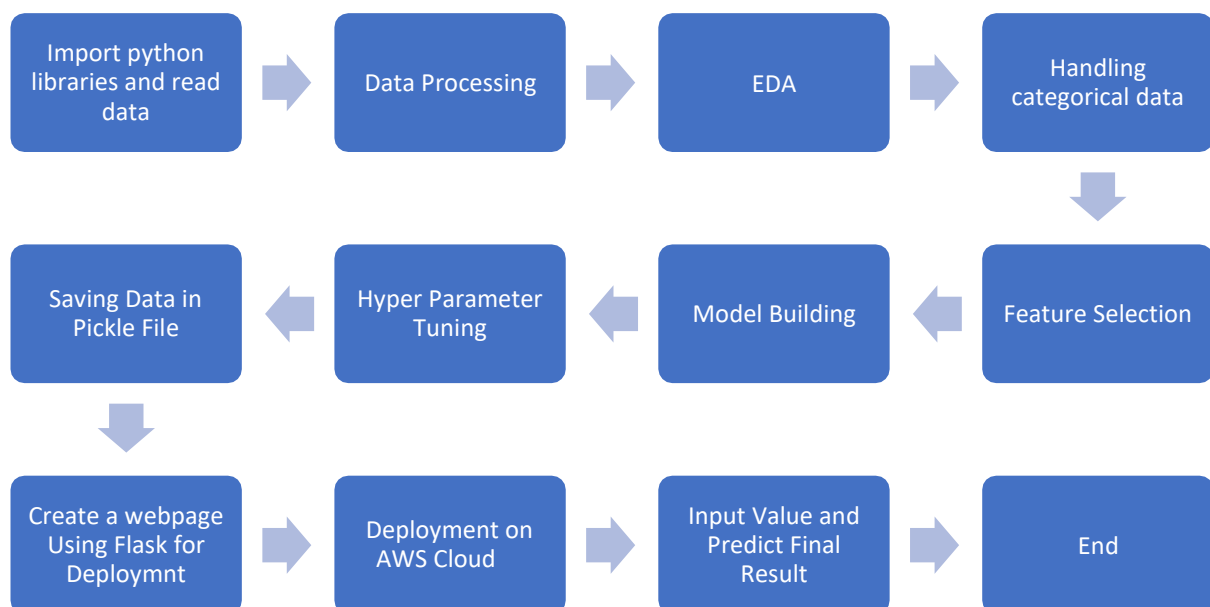 Import python
libraries and read
data
Data Processing
EDA
Handling
categorical data
Feature Selection
Model Building
Hyper Parameter
Tuning
Saving Data in
Pickle File
Create a webpage
Using Flask for
Deploymnt
Deployment on
AWS Cloud
Input Value and
Predict Final
Result
End